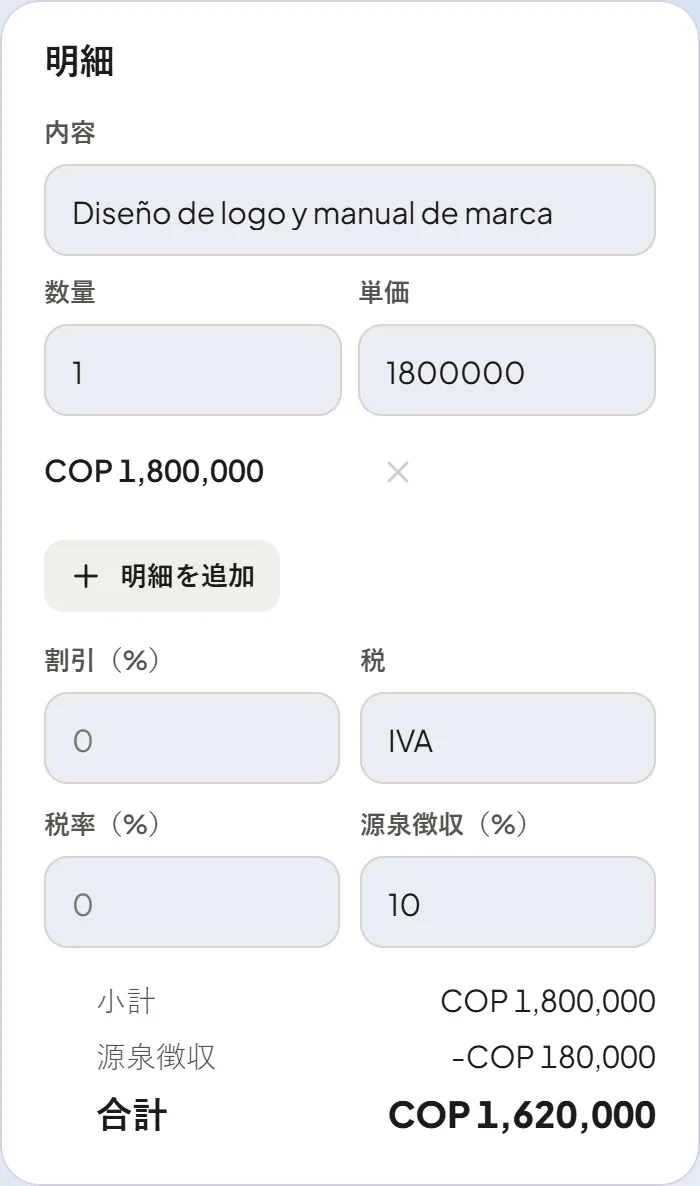 明細
内容
Diseño de logo y manual de marca
数量 単価
1 1800000
COP 1,800,000 ×
+ 明細を追加
割引（%） 税
0 IVA
税率（%） 源泉徴収（%）
0 10
小計 COP 1,800,000
源泉徴収 -COP 180,000
合計 COP 1,620,000